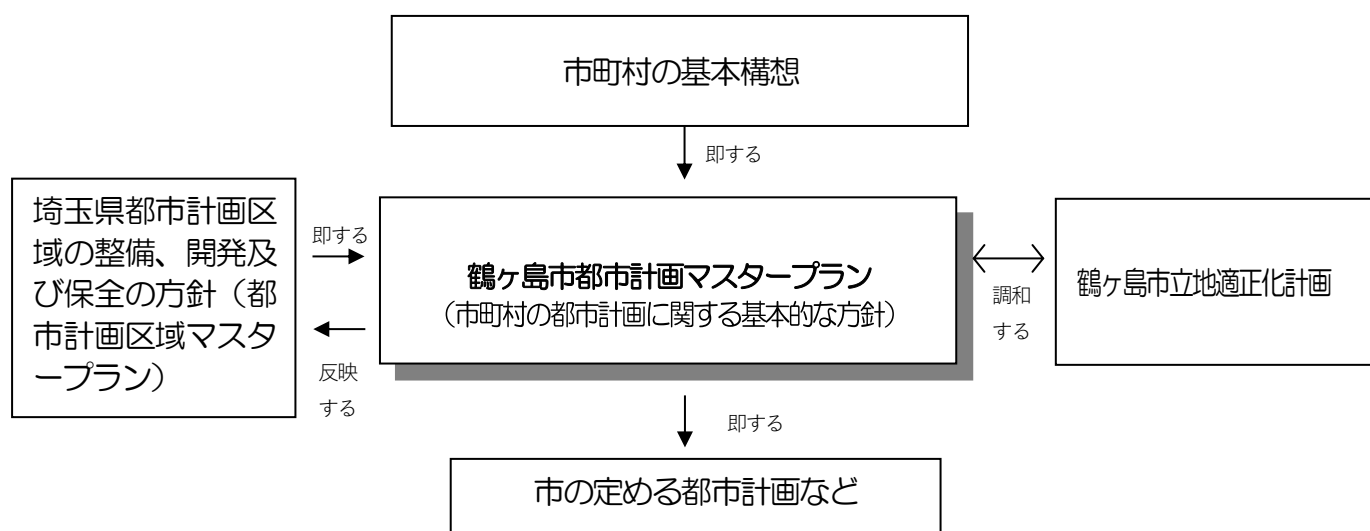 市町村の基本構想
即する
埼玉県都市計画区
域の整備、開発及
び保全の方針（都
市計画区域マスタ
ープラン）
即する
反映
する
鶴ヶ島市都市計画マスタープラン
（市町村の都市計画に関する基本的な方針）
調和
する
鶴ヶ島市立地適正化計画
即する
市の定める都市計画など